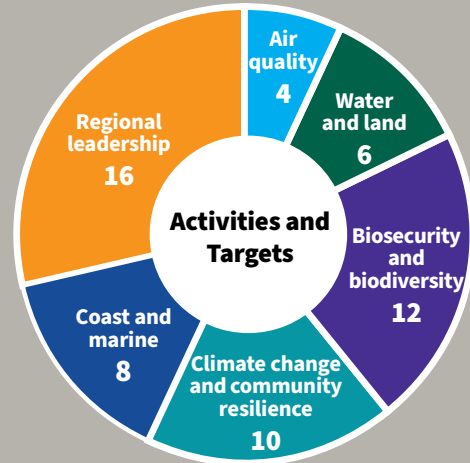 Activities and
Targets
Air
quality
4
Water
and land
6
Biosecurity
and
biodiversity
12
Climate change
and community
resilience
10
Coast and
marine
8
Regional
leadership
16